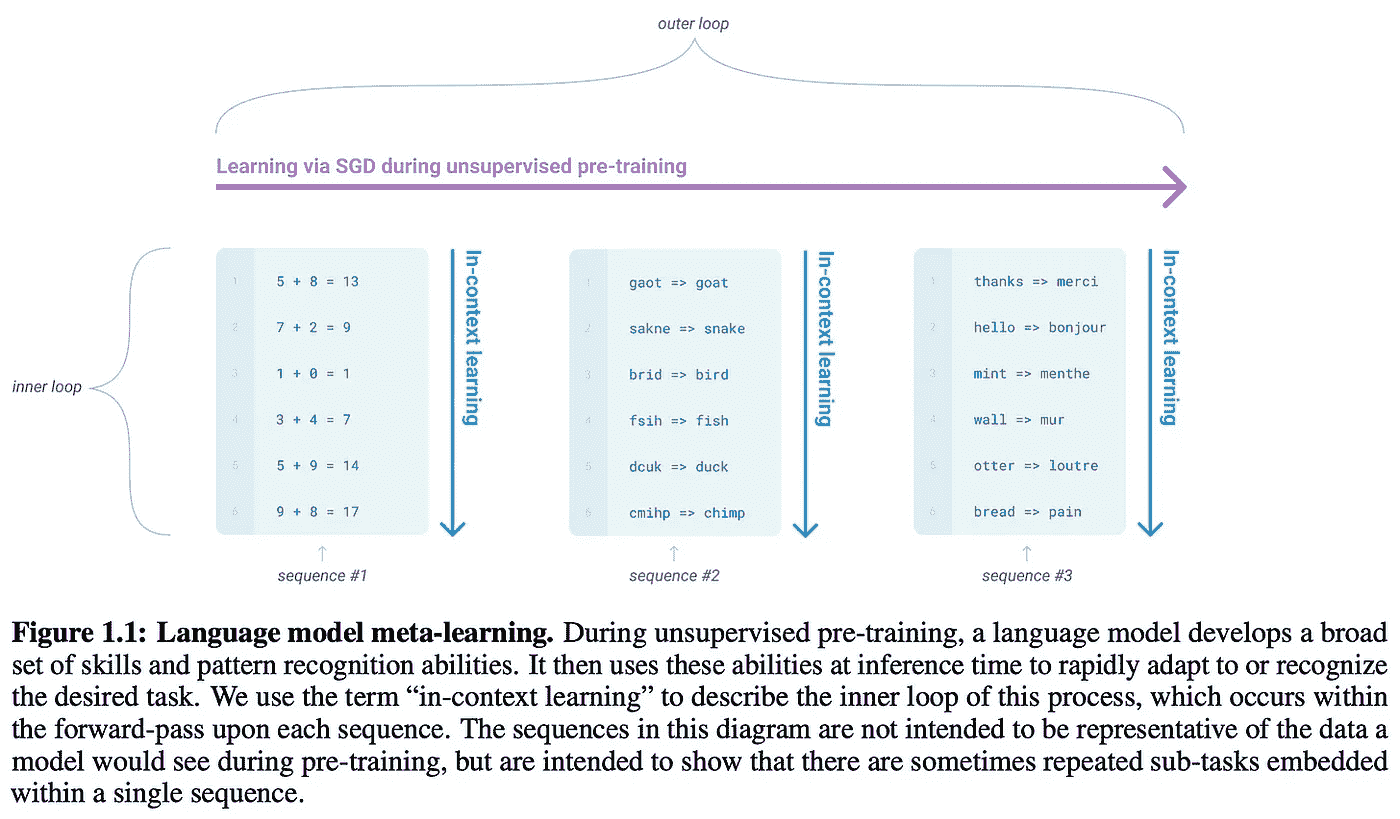 outer loop
Learning via SGD during unsupervised pre-training
inner loop
1 5 + 8 = 13
2 7 + 2 = 9
3 1 + 0 = 1
4 3 + 4 = 7
5 5 + 9 = 14
6 9 + 8 = 17
In-context learning
sequence #1
1 gaot => goat
2 sakne => snake
3 brid => bird
4 fsih => fish
5 dcuk => duck
6 cmihp => chimp
In-context learning
sequence #2
1 thanks => merci
2 hello => bonjour
3 mint => menthe
4 wall => mur
5 otter => loutre
6 bread => pain
In-context learning
sequence #3
Figure 1.1: Language model meta-learning. During unsupervised pre-training, a language model develops a broad
set of skills and pattern recognition abilities. It then uses these abilities at inference time to rapidly adapt to or recognize
the desired task. We use the term “in-context learning” to describe the inner loop of this process, which occurs within
the forward-pass upon each sequence. The sequences in this diagram are not intended to be representative of the data a
model would see during pre-training, but are intended to show that there are sometimes repeated sub-tasks embedded
within a single sequence.